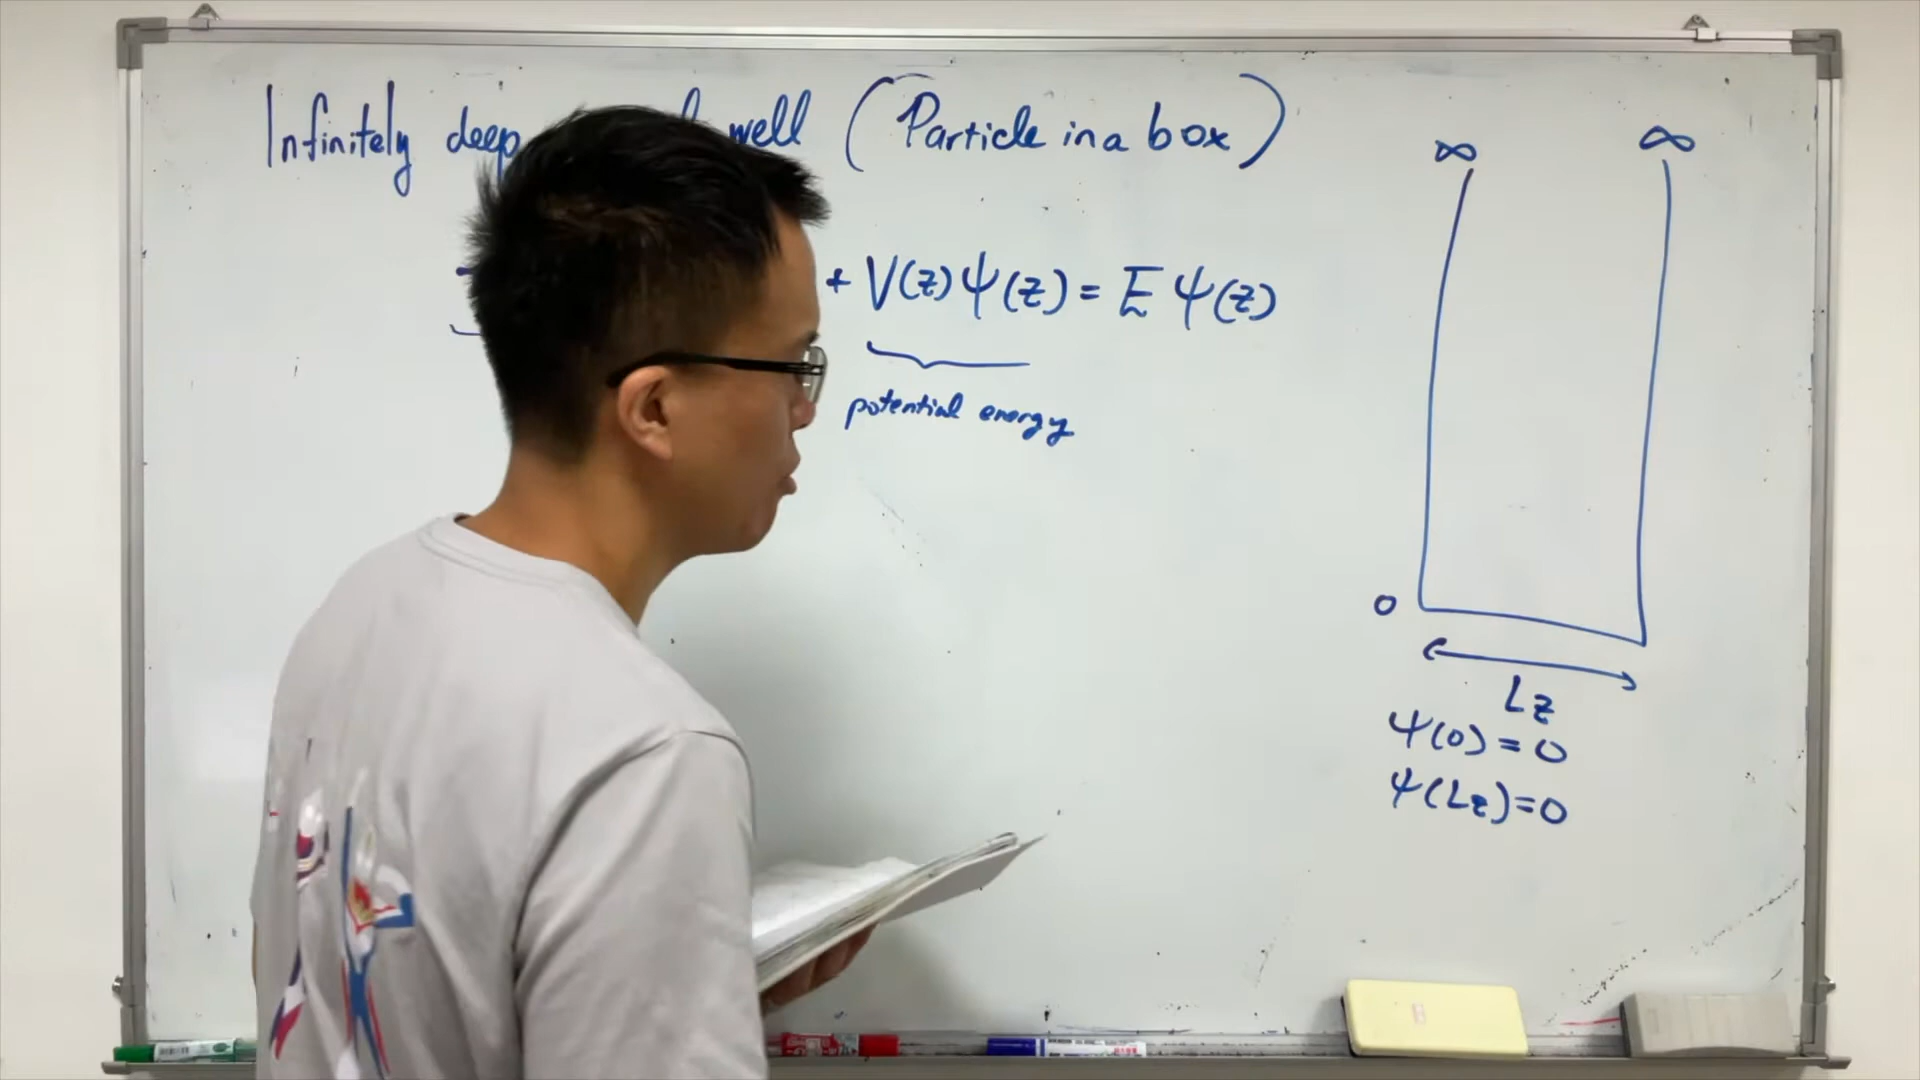 Infinitely deep well (Particle in a box)
+ V(z) Ψ(z) = E Ψ(z)
potential energy
∞ ∞
0
Lz
Ψ(0) = 0
Ψ(Lz) = 0